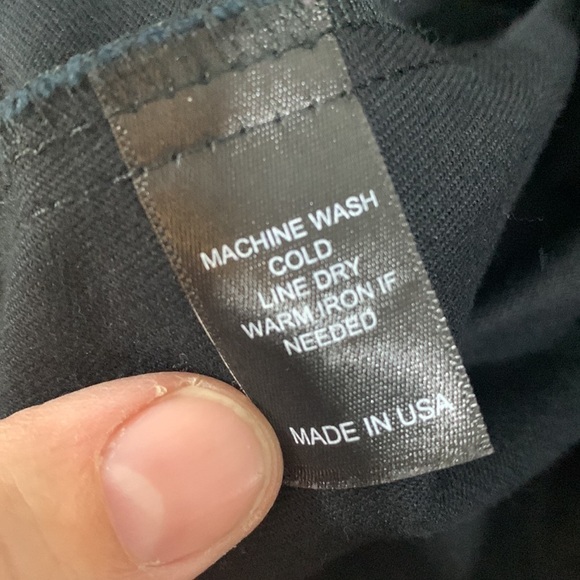 MACHINE WASH
COLD
LINE DRY
WARM IRON IF
NEEDED
MADE IN USA